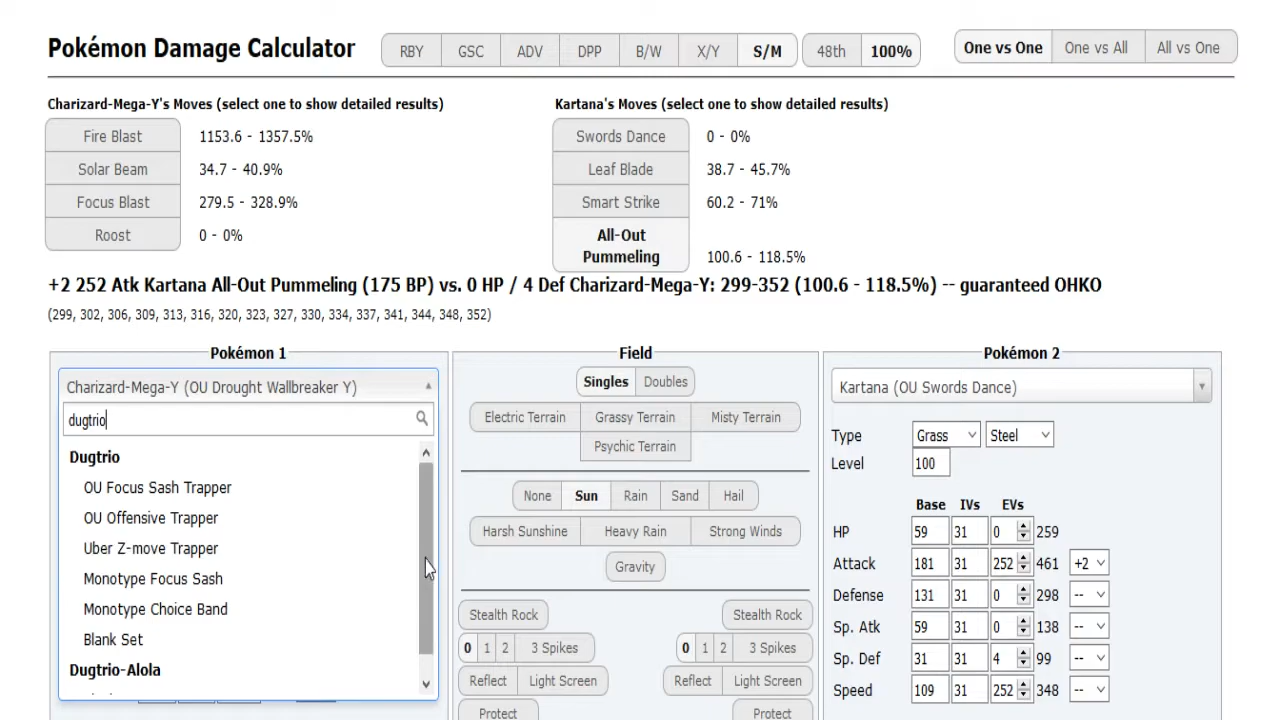 Pokémon Damage Calculator RBY GSC ADV DPP B/W X/Y S/M 48th 100% One vs One One vs All All vs One
Charizard-Mega-Y's Moves (select one to show detailed results) Kartana's Moves (select one to show detailed results)
Fire Blast 1153.6 - 1357.5% Swords Dance 0 - 0%
Solar Beam 34.7 - 40.9% Leaf Blade 38.7 - 45.7%
Focus Blast 279.5 - 328.9% Smart Strike 60.2 - 71%
Roost 0 - 0% All-Out
Pummeling 100.6 - 118.5%
+2 252 Atk Kartana All-Out Pummeling (175 BP) vs. 0 HP / 4 Def Charizard-Mega-Y: 299-352 (100.6 - 118.5%) -- guaranteed OHKO
(299, 302, 306, 309, 313, 316, 320, 323, 327, 330, 334, 337, 341, 344, 348, 352)
Pokémon 1
Charizard-Mega-Y (OU Drought Wallbreaker Y)
dugtrio
Dugtrio
OU Focus Sash Trapper
OU Offensive Trapper
Uber Z-move Trapper
Monotype Focus Sash
Monotype Choice Band
Blank Set
Dugtrio-Alola
Field
Singles Doubles
Electric Terrain Grassy Terrain Misty Terrain
Psychic Terrain
None Sun Rain Sand Hail
Harsh Sunshine Heavy Rain Strong Winds
Gravity
Stealth Rock Stealth Rock
0 1 2 3 Spikes 0 1 2 3 Spikes
Reflect Light Screen Reflect Light Screen
Protect Protect
Pokémon 2
Kartana (OU Swords Dance)
Type Grass Steel
Level 100
Base IVs EVs
HP 59 31 0 259
Attack 181 31 252 461 +2
Defense 131 31 0 298 --
Sp. Atk 59 31 0 138 --
Sp. Def 31 31 4 99 --
Speed 109 31 252 348 --